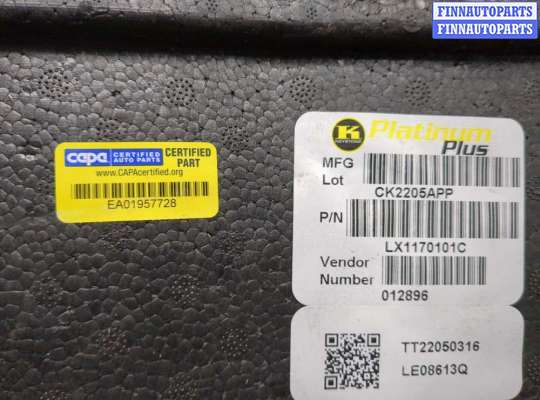 FINNAUTOPARTS
FINNAUTOPARTS
CAPA CERTIFIED AUTO PARTS
CERTIFIED PART
www.CAPAcertified.org
EA01957728
K
KEYSTONE
Platinum
Plus
MFG
Lot
CK2205APP
P/N
LX1170101C
Vendor
Number
012896
TT22050316
LE08613Q